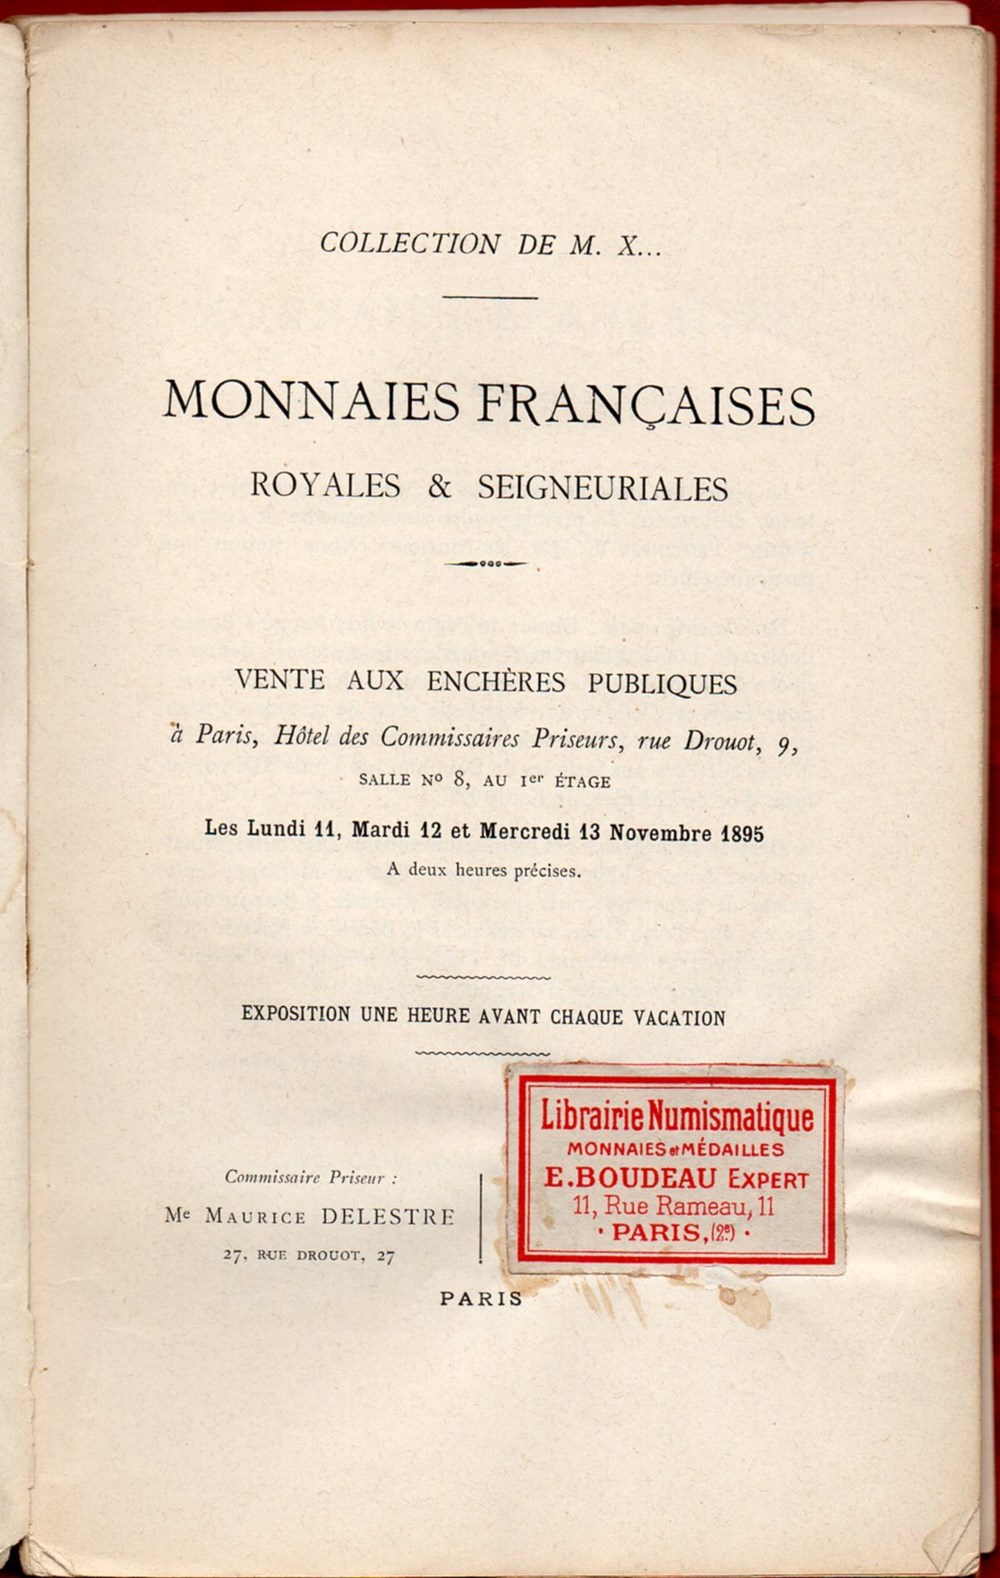 COLLECTION DE M. X...
MONNAIES FRANÇAISES
ROYALES & SEIGNEURIALES
VENTE AUX ENCHÈRES PUBLIQUES
à Paris, Hôtel des Commissaires Priseurs, rue Drouot, 9,
SALLE No 8, AU 1er ÉTAGE
Les Lundi 11, Mardi 12 et Mercredi 13 Novembre 1895
A deux heures précises.
EXPOSITION UNE HEURE AVANT CHAQUE VACATION
Commissaire Priseur :
Me MAURICE DELESTRE
27, RUE DROUOT, 27
Librairie Numismatique
MONNAIES et MÉDAILLES
E. BOUDEAU EXPERT
11, Rue Rameau, 11
· PARIS, (2e) ·
PARIS